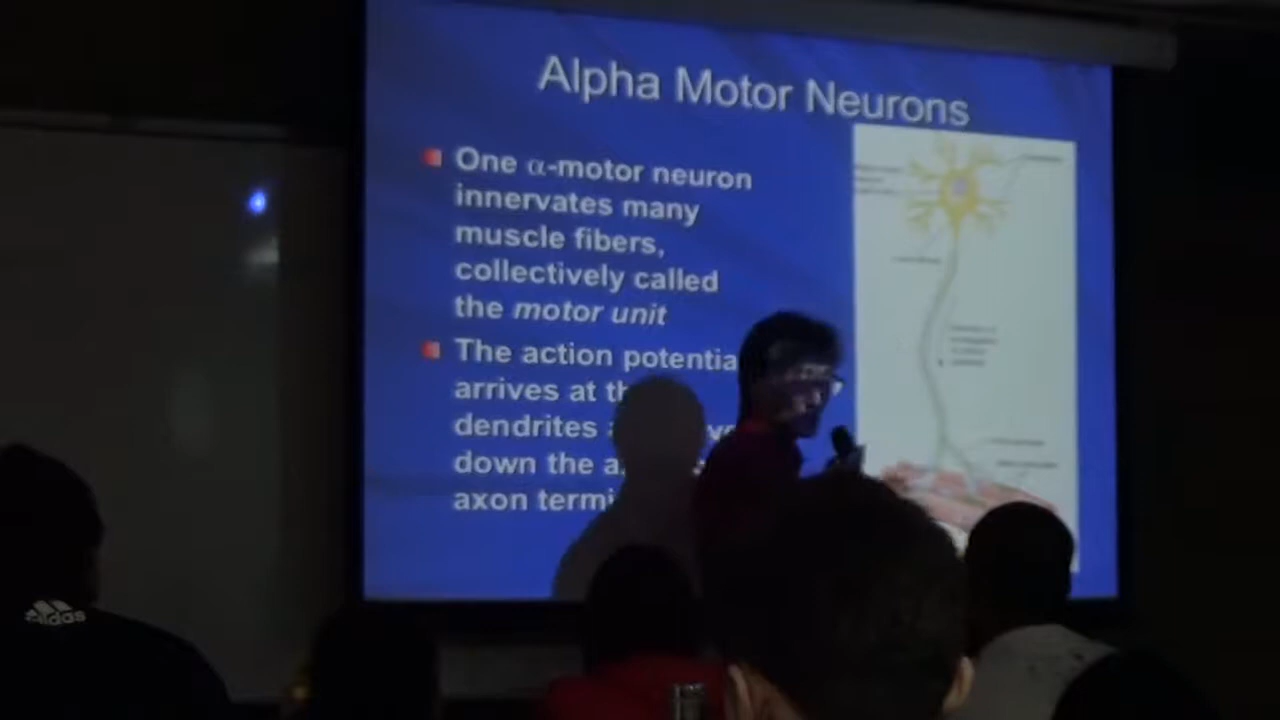 Alpha Motor Neurons
One α-motor neuron
innervates many
muscle fibers,
collectively called
the motor unit
The action potentia
arrives at th
dendrites
down the a
axon termi
adidas